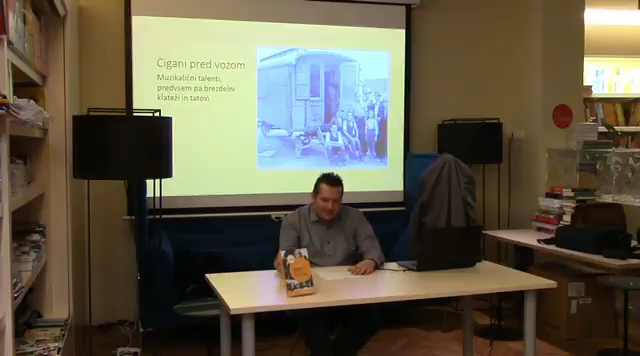 Cigani pred vozom
Muzikalični talenti,
predvsem pa brezdelni
klateži in tatovi